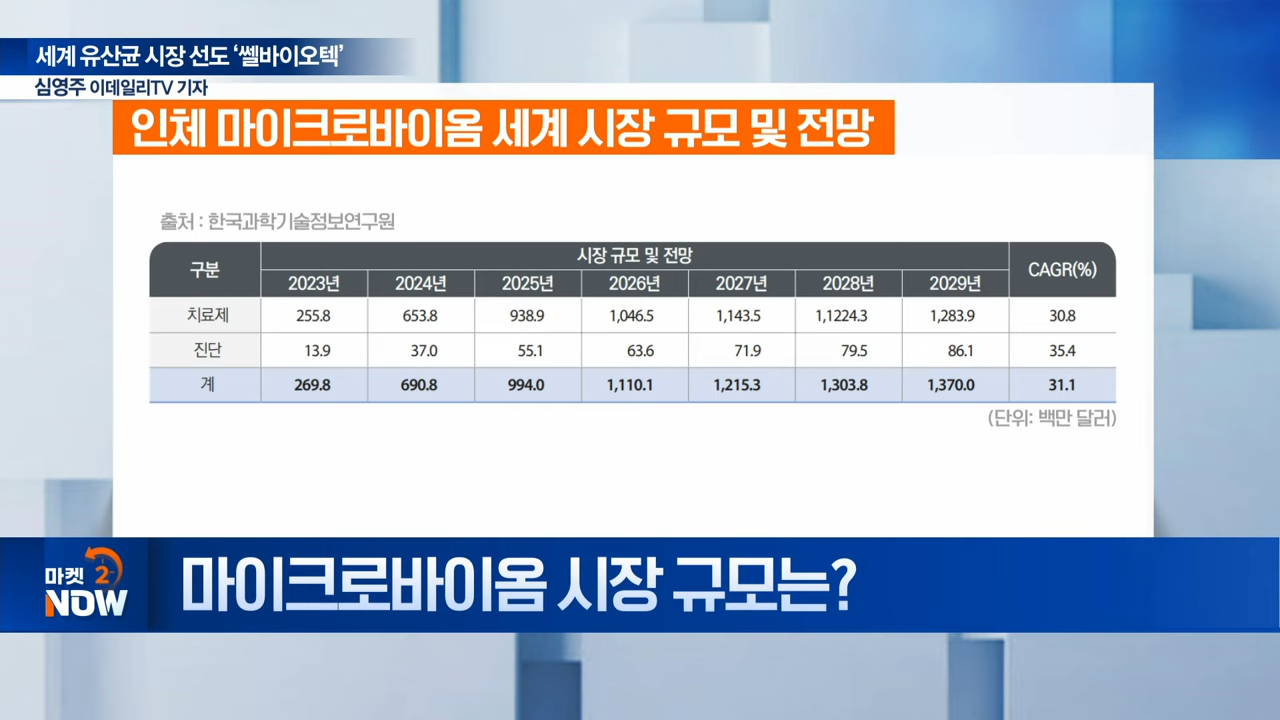 세계 유산균 시장 선도 ‘쎌바이오텍’
심영주 이데일리TV 기자
인체 마이크로바이옴 세계 시장 규모 및 전망
출처 : 한국과학기술정보연구원
구분 시장 규모 및 전망 CAGR(%)
2023년 2024년 2025년 2026년 2027년 2028년 2029년
치료제 255.8 653.8 938.9 1,046.5 1,143.5 1,1224.3 1,283.9 30.8
진단 13.9 37.0 55.1 63.6 71.9 79.5 86.1 35.4
계 269.8 690.8 994.0 1,110.1 1,215.3 1,303.8 1,370.0 31.1
(단위: 백만 달러)
마켓 2
NOW
마이크로바이옴 시장 규모는?